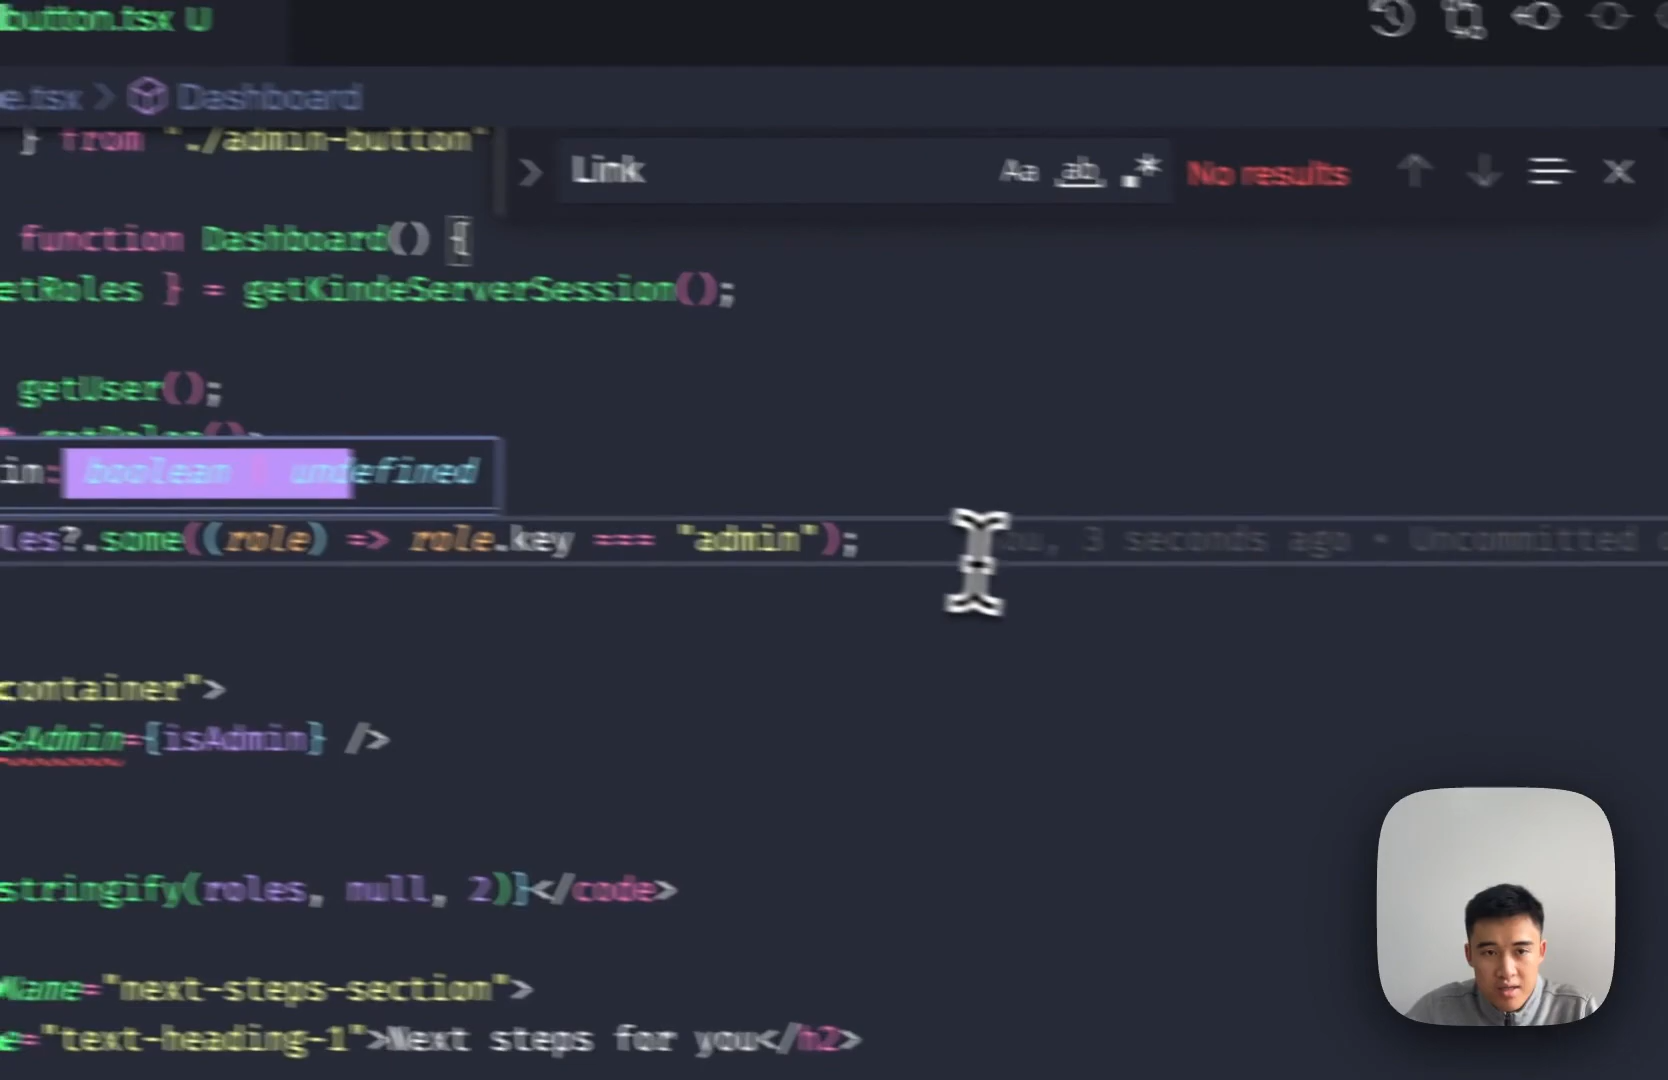 button.tsx U
e.tsx > Dashboard
} from "./admin-button"
Link
Aa ab .* No results
function Dashboard() {
etRoles } = getKindeServerSession();
getUser();
getRoles();
in: boolean | undefined
les?.some((role) => role.key === "admin"); ou, 3 seconds ago • Uncommitted c
container">
sAdmin={isAdmin} />
stringify(roles, null, 2)}</code>
Name="next-steps-section">
e="text-heading-1">Next steps for you</h2>